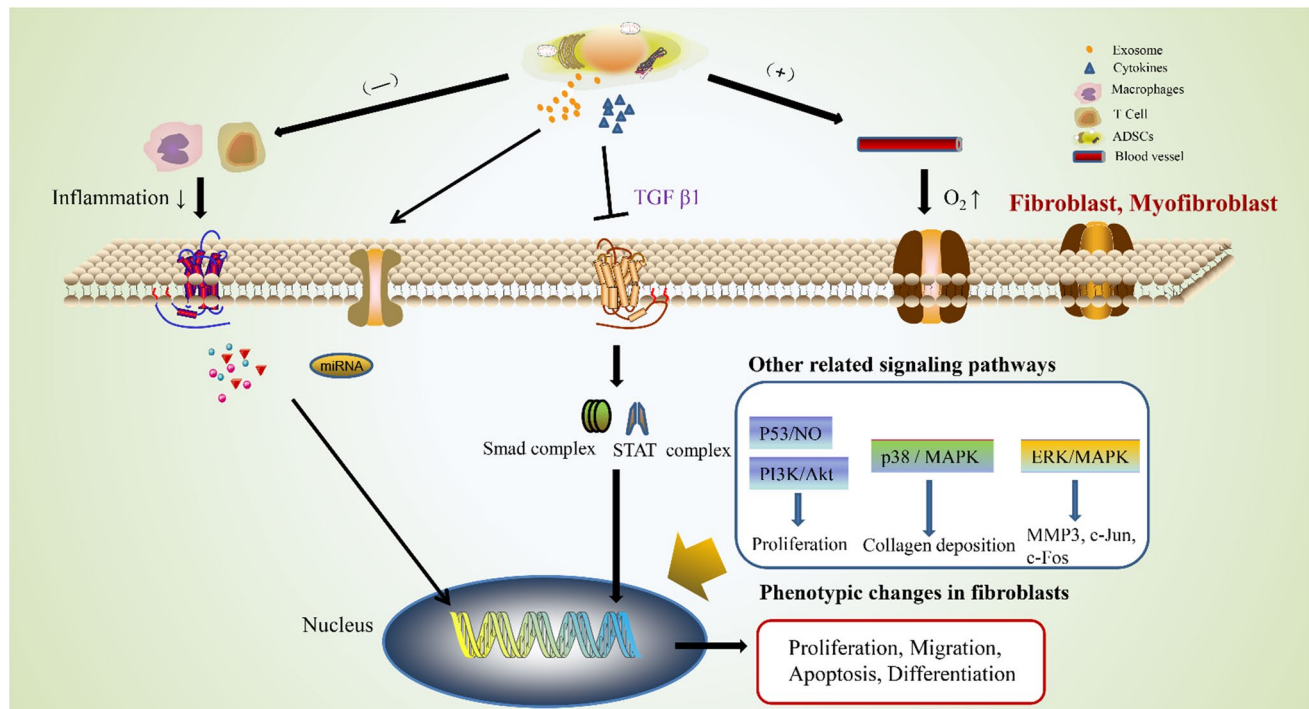 (—)
(+)
Exosome
Cytokines
Macrophages
T Cell
ADSCs
Blood vessel
Inflammation ↓
TGF β1
O₂ ↑
Fibroblast, Myofibroblast
miRNA
Smad complex
STAT complex
Other related signaling pathways
P53/NO
PI3K/Akt
p38 / MAPK
ERK/MAPK
Proliferation
Collagen deposition
MMP3, c-Jun,
c-Fos
Phenotypic changes in fibroblasts
Nucleus
Proliferation, Migration,
Apoptosis, Differentiation